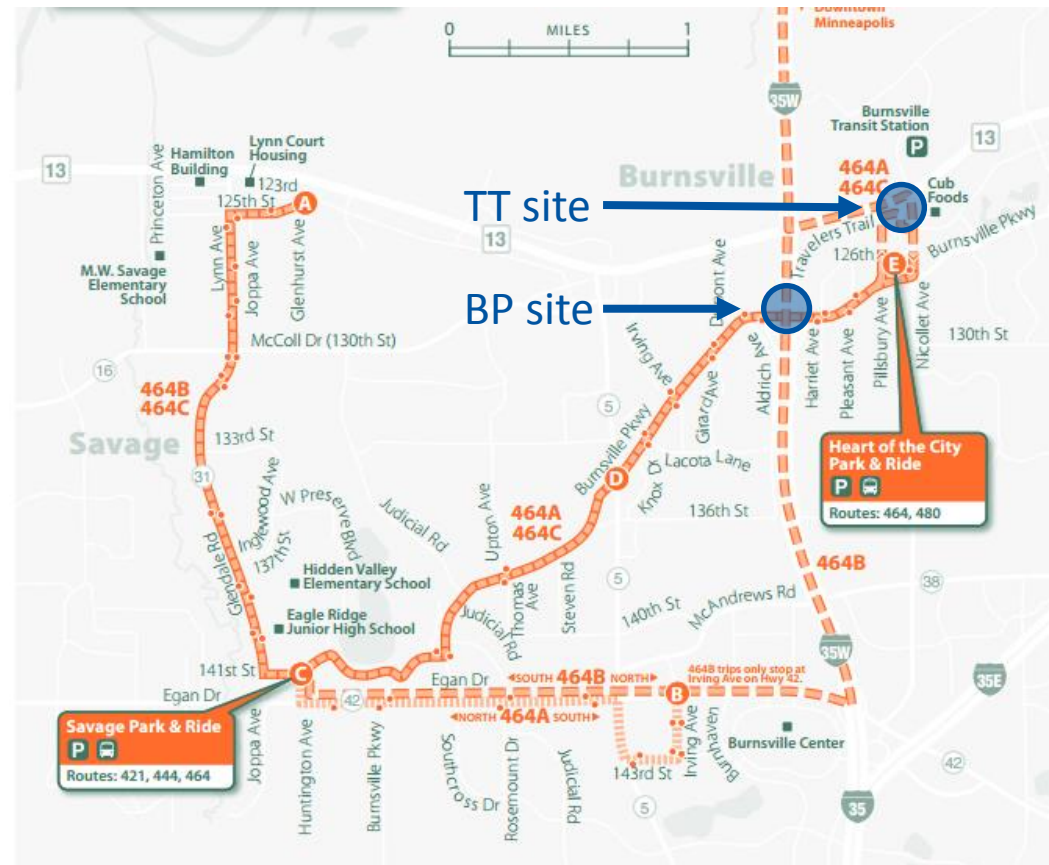 Downtown
Minneapolis
0 MILES 1
35W
Burnsville
Transit Station
P
13
13
Hamilton
Building
Lynn Court
Housing
123rd
125th St
A
Princeton Ave
M.W. Savage
Elementary
School
Lynn Ave
Joppa Ave
Glenhurst Ave
13
Burnsville
464A
464C
Cub
Foods
TT site
Travelers Trail
126th
E
Burnsville Pkwy
BP site
Dupont Ave
McColl Dr (130th St)
16
Irving Ave
Girard Ave
Aldrich Ave
Harriet Ave
Pleasant Ave
Pillsbury Ave
Nicollet Ave
130th St
464B
464C
Savage
133rd St
31
5
Burnsville Pkwy
D
Knox Dr
Lacota Lane
136th St
Heart of the City
Park & Ride
P
Routes: 464, 480
Inglewood Ave
137th St
W Preserve Blvd
Judicial Rd
Upton Ave
464A
464C
464B
Glendale Rd
Hidden Valley
Elementary School
Eagle Ridge
Junior High School
Judicial Rd
Thomas
Ave
Steven Rd
5
140th St
McAndrews Rd
38
35W
35E
141st St
C
Egan Dr
Egan Dr
42
SOUTH 464B NORTH
464B trips only stop at
Irving Ave on Hwy 42.
B
NORTH 464A SOUTH
Savage Park & Ride
P
Routes: 421, 444, 464
Joppa Ave
Huntington Ave
Burnsville Pkwy
Southcross Dr
Rosemount Dr
Judicial Rd
143rd St
5
Irving Ave
Burnhaven
Burnsville Center
42
35